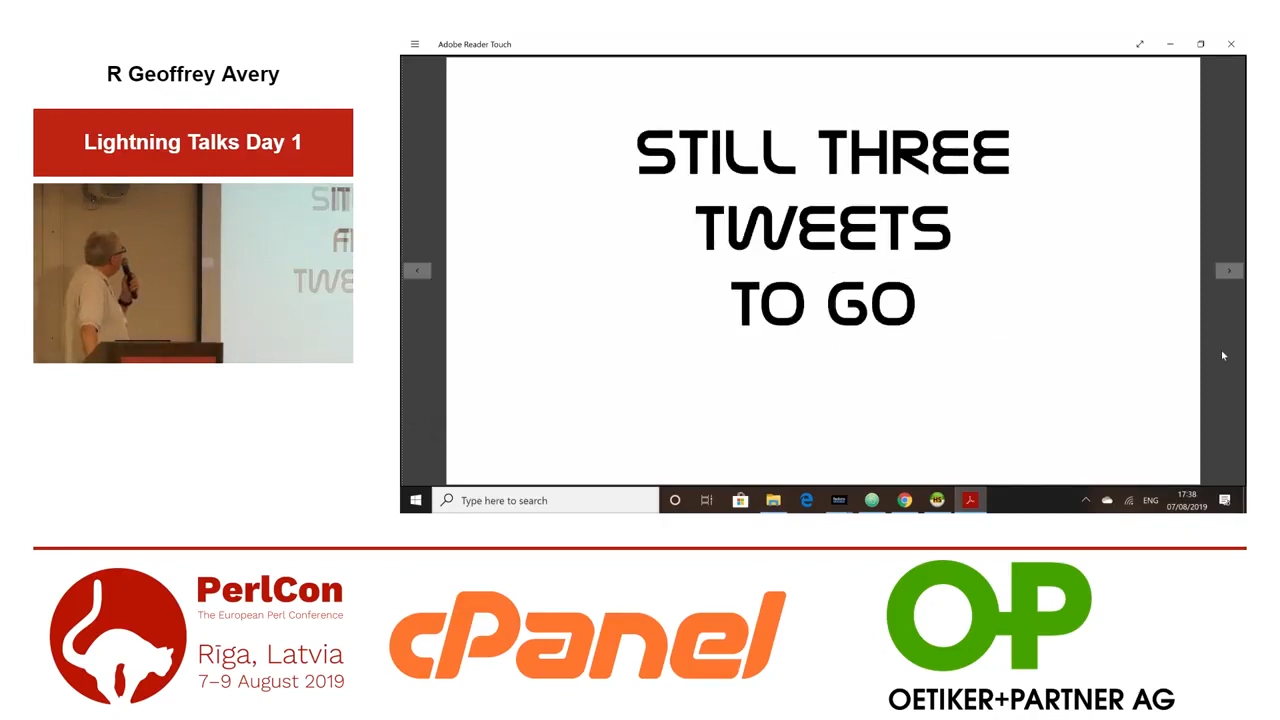 R Geoffrey Avery
Lightning Talks Day 1
Adobe Reader Touch
STILL THREE
TWEETS
TO GO
Type here to search
ENG
17:38
07/08/2019
PerlCon
The European Perl Conference
Rīga, Latvia
7–9 August 2019
cPanel
O+P
OETIKER+PARTNER AG